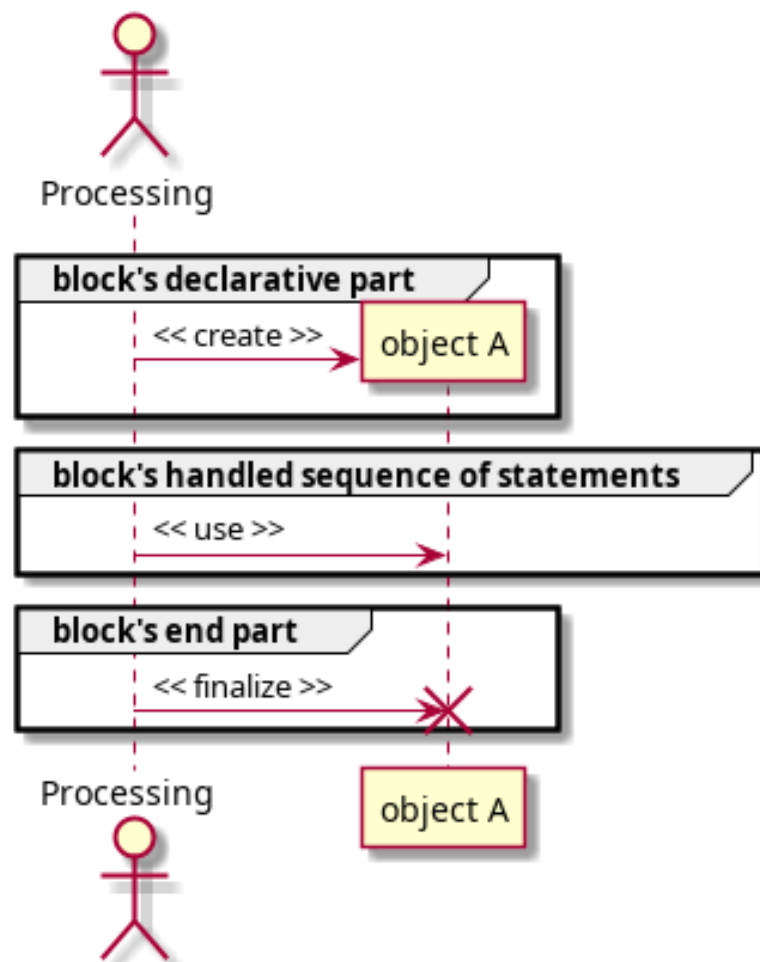 Processing
block's declarative part
<< create >>
object A
block's handled sequence of statements
<< use >>
block's end part
<< finalize >>
Processing
object A